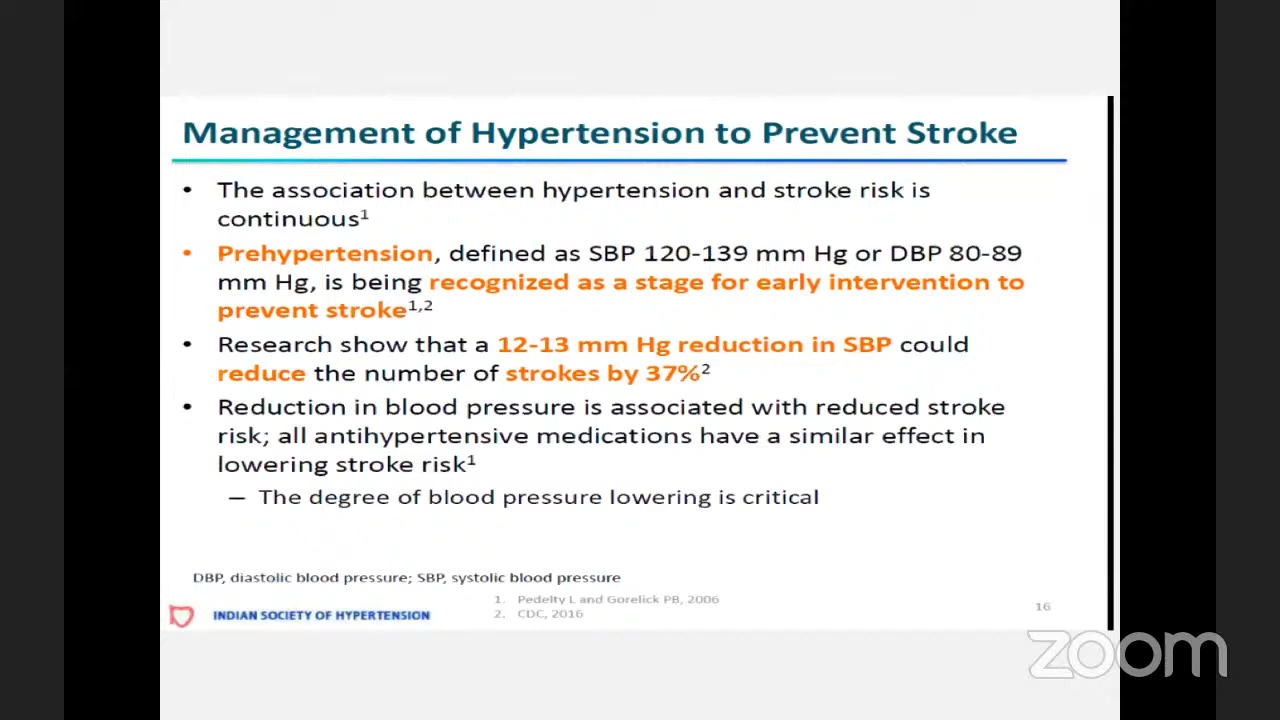 Management of Hypertension to Prevent Stroke
• The association between hypertension and stroke risk is
continuous¹
• Prehypertension, defined as SBP 120-139 mm Hg or DBP 80-89
mm Hg, is being recognized as a stage for early intervention to
prevent stroke¹,²
• Research show that a 12-13 mm Hg reduction in SBP could
reduce the number of strokes by 37%²
• Reduction in blood pressure is associated with reduced stroke
risk; all antihypertensive medications have a similar effect in
lowering stroke risk¹
– The degree of blood pressure lowering is critical
DBP, diastolic blood pressure; SBP, systolic blood pressure
1. Pedelty L and Gorelick PB, 2006
2. CDC, 2016
INDIAN SOCIETY OF HYPERTENSION
16
zoom